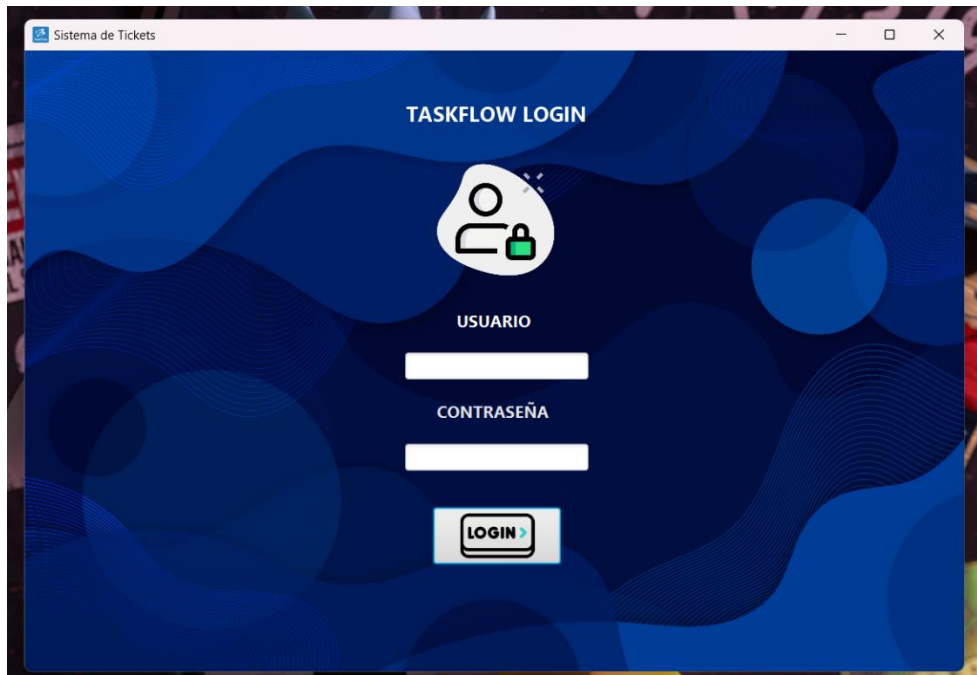 Sistema de Tickets
TASKFLOW LOGIN
USUARIO
CONTRASEÑA
LOGIN >